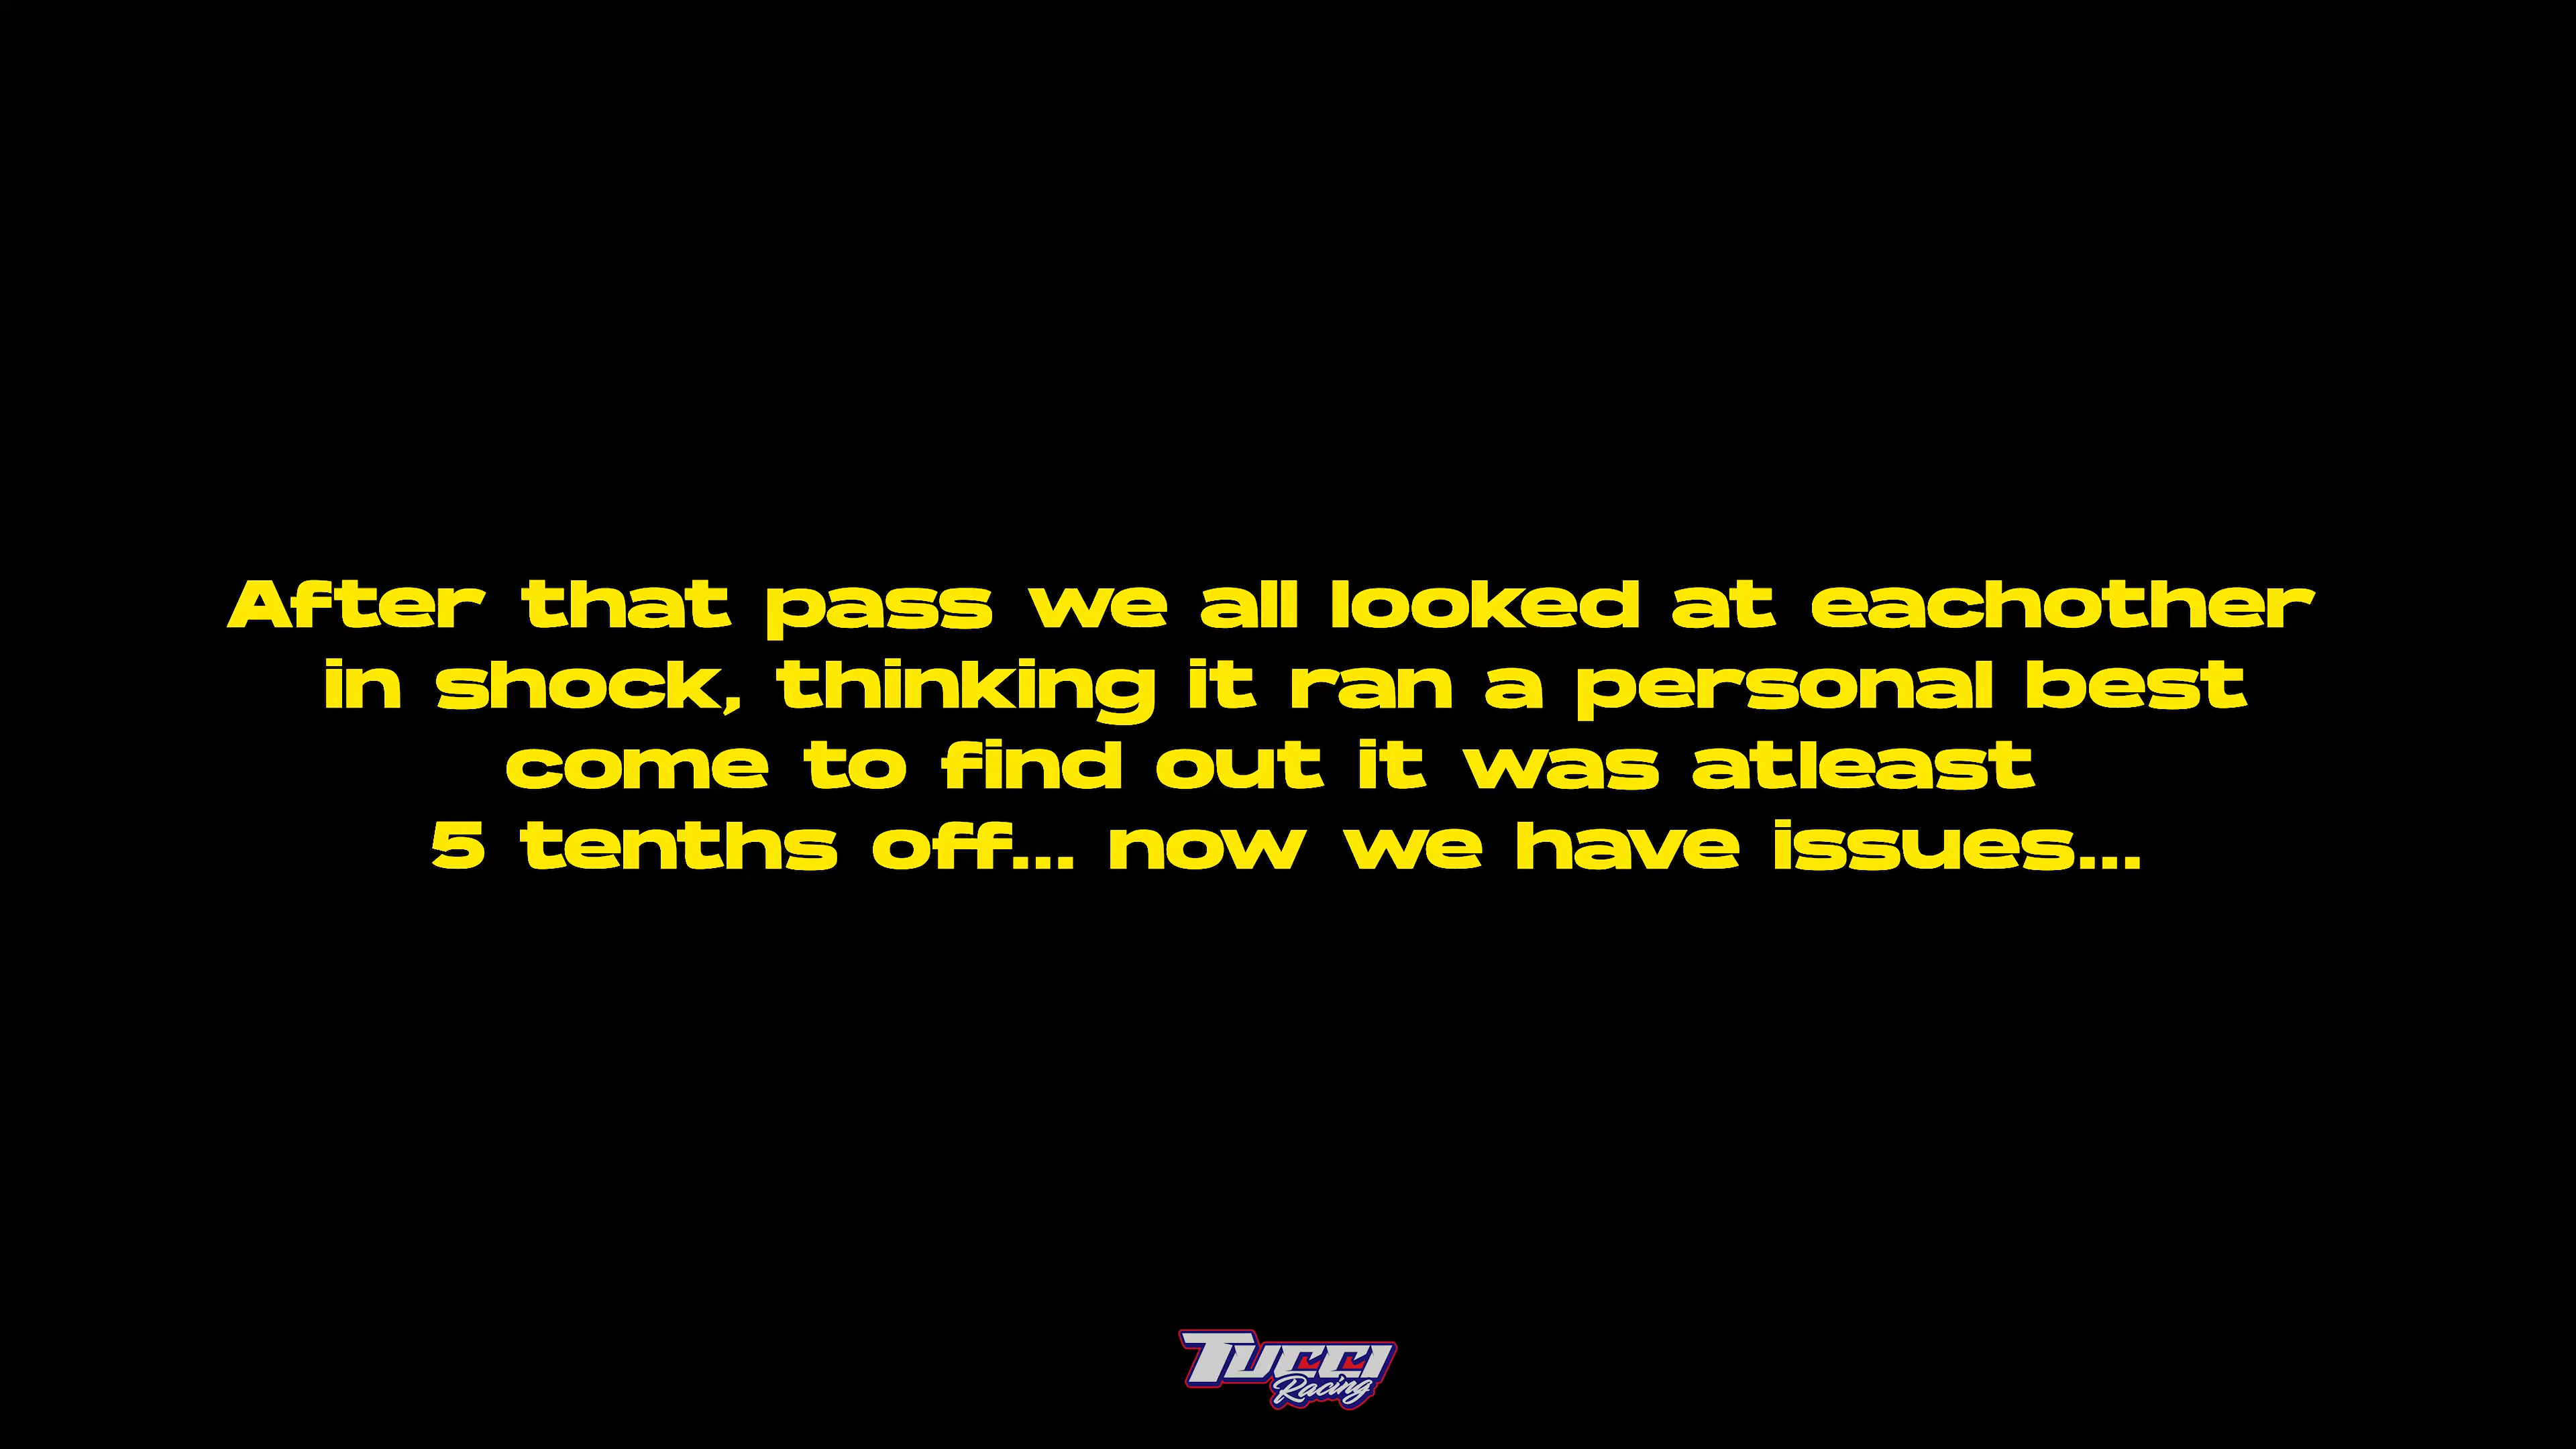 After that pass we all looked at eachother
in shock, thinking it ran a personal best
come to find out it was atleast
5 tenths off... now we have issues...
TUCCI
Racing